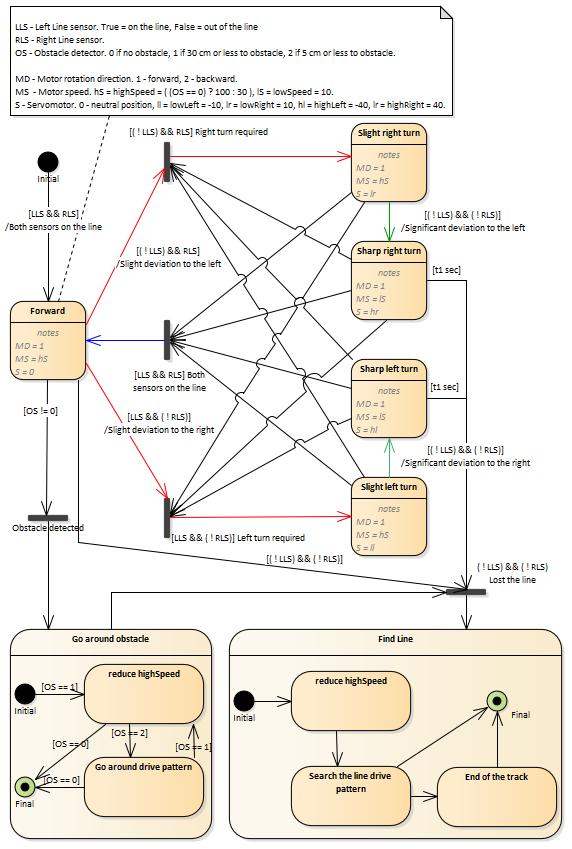 LLS - Left Line sensor. True = on the line, False = out of the line
RLS - Right Line sensor.
OS - Obstacle detector. 0 if no obstacle, 1 if 30 cm or less to obstacle, 2 if 5 cm or less to obstacle.
MD - Motor rotation direction. 1 - forward, 2 - backward.
MS - Motor speed. hS = highSpeed = ( (OS == 0) ? 100 : 30 ), lS = lowSpeed = 10.
S - Servomotor. 0 - neutral position, ll = lowLeft = -10, lr = lowRight = 10, hl = highLeft = -40, hr = highRight = 40.
[( ! LLS) && RLS] Right turn required
Slight right turn
notes
MD = 1
MS = hS
S = lr
Initial
[LLS && RLS]
/Both sensors on the line
[( ! LLS) && ( ! RLS)]
/Significant deviation to the left
[( ! LLS) && RLS]
/Slight deviation to the left
Sharp right turn
notes
MD = 1
MS = lS
S = hr
[t1 sec]
Forward
notes
MD = 1
MS = hS
S = 0
[LLS && RLS] Both
sensors on the line
Sharp left turn
notes
MD = 1
MS = lS
S = hl
[t1 sec]
[OS != 0]
[LLS && ( ! RLS)]
/Slight deviation to the right
[( ! LLS) && ( ! RLS)]
/Significant deviation to the right
Slight left turn
notes
MD = 1
MS = hS
S = ll
Obstacle detected
[LLS && ( ! RLS)] Left turn required
[( ! LLS) && ( ! RLS)]
( ! LLS) && ( ! RLS)
Lost the line
Go around obstacle
reduce highSpeed
[OS == 1]
Initial
[OS == 2]
[OS == 0]
[OS == 1]
Go around drive pattern
[OS == 0]
Final
Find Line
reduce highSpeed
Initial
Final
Search the line drive
pattern
End of the track